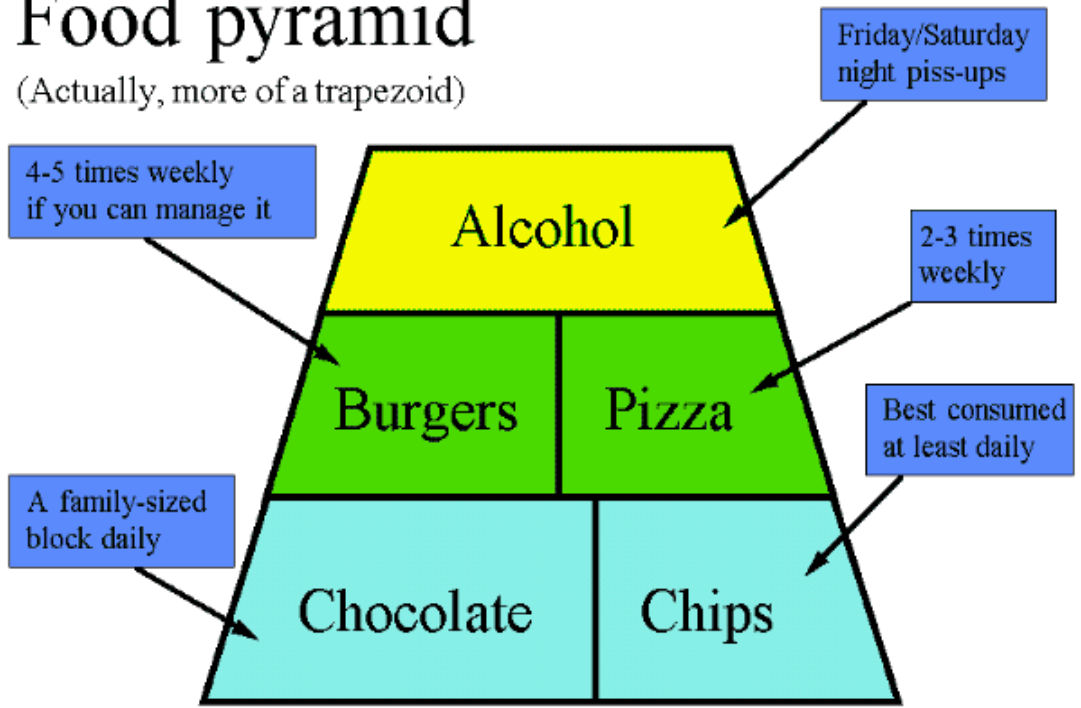 Food pyramid
(Actually, more of a trapezoid)
Friday/Saturday
night piss-ups
4-5 times weekly
if you can manage it
Alcohol
2-3 times
weekly
Burgers
Pizza
Best consumed
at least daily
A family-sized
block daily
Chocolate
Chips